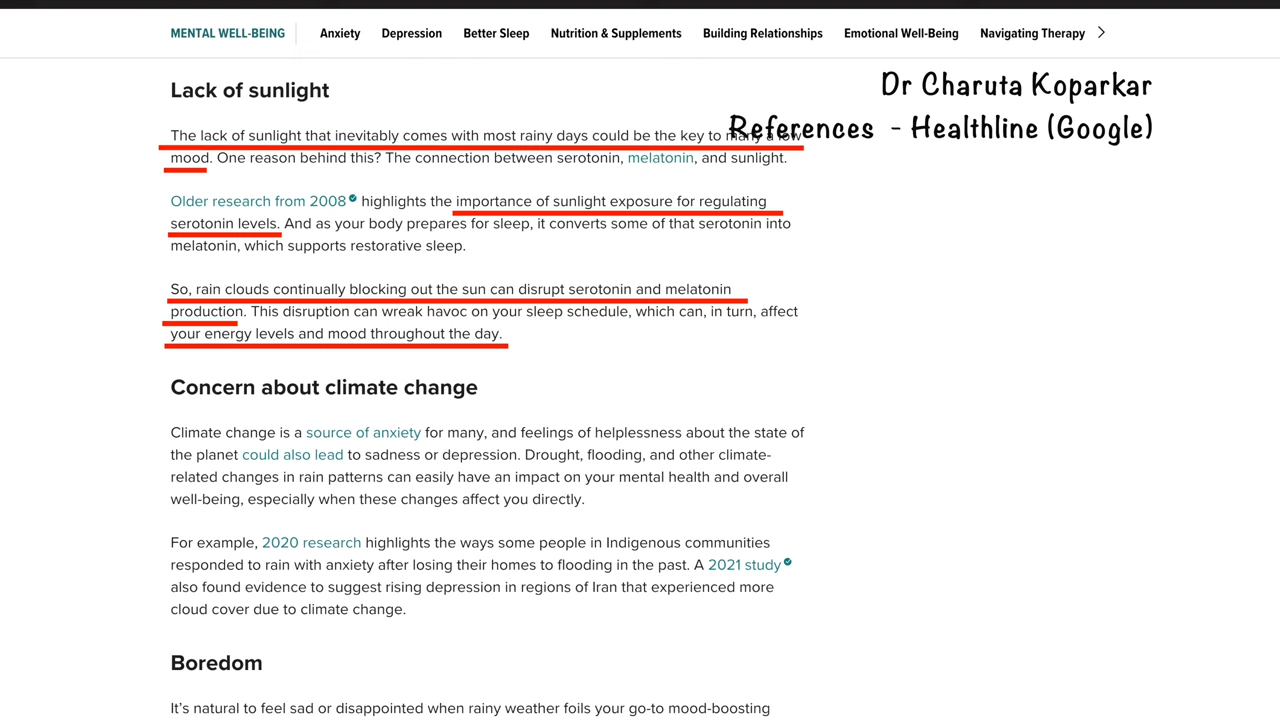 MENTAL WELL-BEING Anxiety Depression Better Sleep Nutrition & Supplements Building Relationships Emotional Well-Being Navigating Therapy
Lack of sunlight
Dr Charuta Koparkar
References - Healthline (Google)
The lack of sunlight that inevitably comes with most rainy days could be the key to many a low
mood. One reason behind this? The connection between serotonin, melatonin, and sunlight.
Older research from 2008 highlights the importance of sunlight exposure for regulating
serotonin levels. And as your body prepares for sleep, it converts some of that serotonin into
melatonin, which supports restorative sleep.
So, rain clouds continually blocking out the sun can disrupt serotonin and melatonin
production. This disruption can wreak havoc on your sleep schedule, which can, in turn, affect
your energy levels and mood throughout the day.
Concern about climate change
Climate change is a source of anxiety for many, and feelings of helplessness about the state of
the planet could also lead to sadness or depression. Drought, flooding, and other climate-
related changes in rain patterns can easily have an impact on your mental health and overall
well-being, especially when these changes affect you directly.
For example, 2020 research highlights the ways some people in Indigenous communities
responded to rain with anxiety after losing their homes to flooding in the past. A 2021 study
also found evidence to suggest rising depression in regions of Iran that experienced more
cloud cover due to climate change.
Boredom
It’s natural to feel sad or disappointed when rainy weather foils your go-to mood-boosting